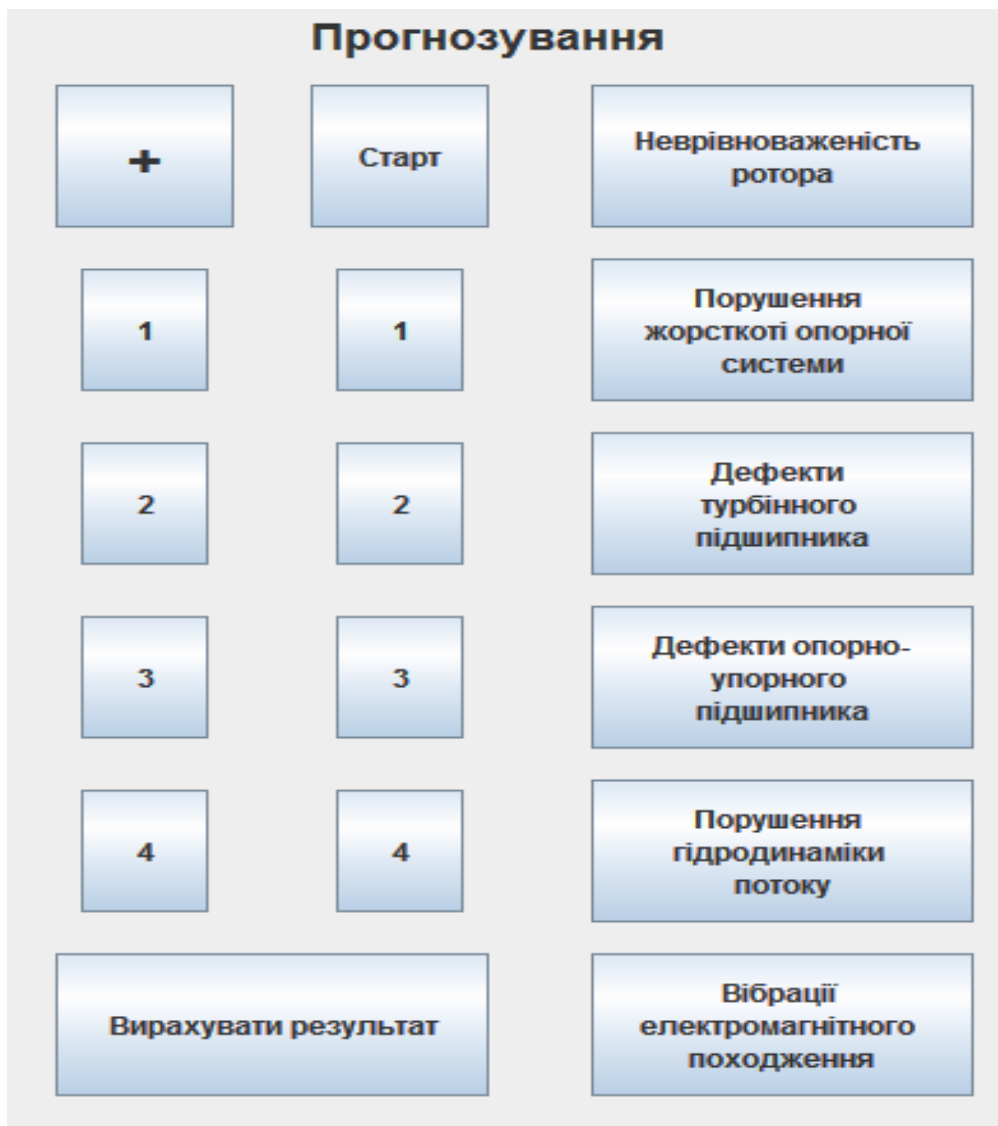 Прогнозування
+
Старт
Неврівноваженість
ротора
1
1
Порушення
жорсткоті опорної
системи
2
2
Дефекти
турбінного
підшипника
3
3
Дефекти опорно-
упорного
підшипника
4
4
Порушення
гідродинаміки
потоку
Вирахувати результат
Вібрації
електромагнітного
походження